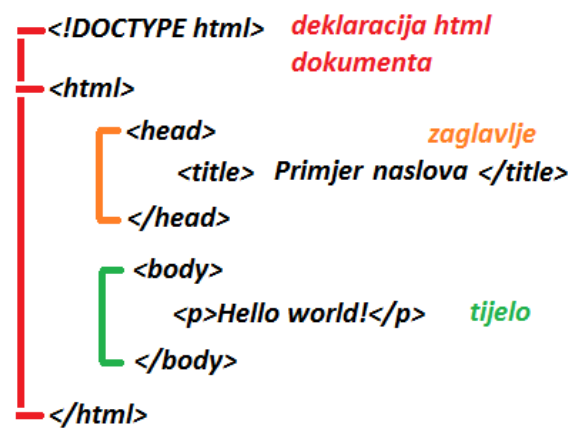 <!DOCTYPE html> deklaracija html
dokumenta
<html>
<head>
zaglavlje
<title> Primjer naslova </title>
</head>
<body>
<p>Hello world!</p> tijelo
</body>
</html>